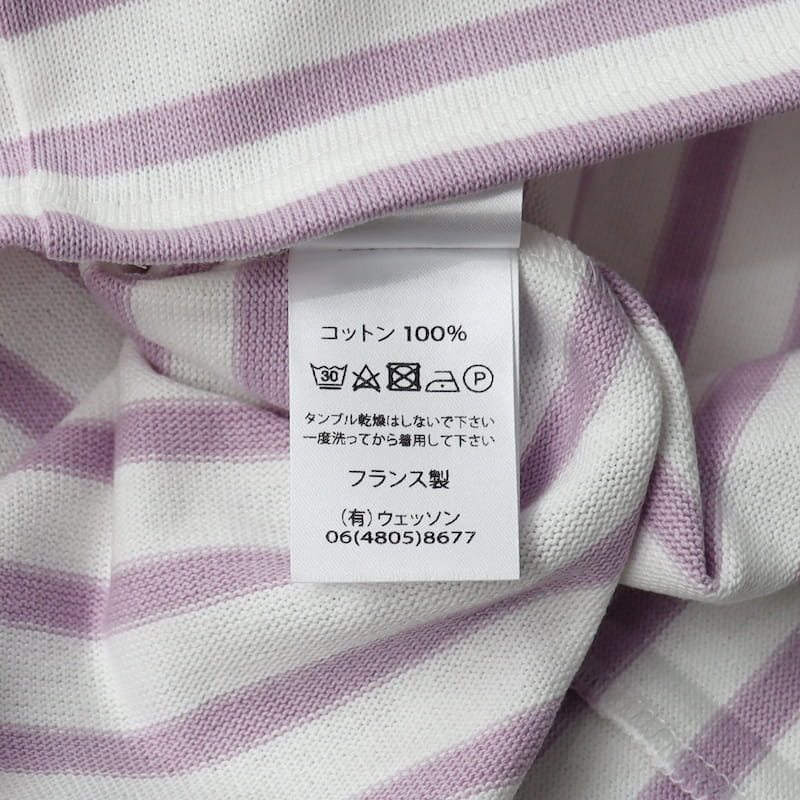 コットン 100%
30 P
タンブル乾燥はしないで下さい
一度洗ってから着用して下さい
フランス製
(有)ウェッソン
06(4805)8677